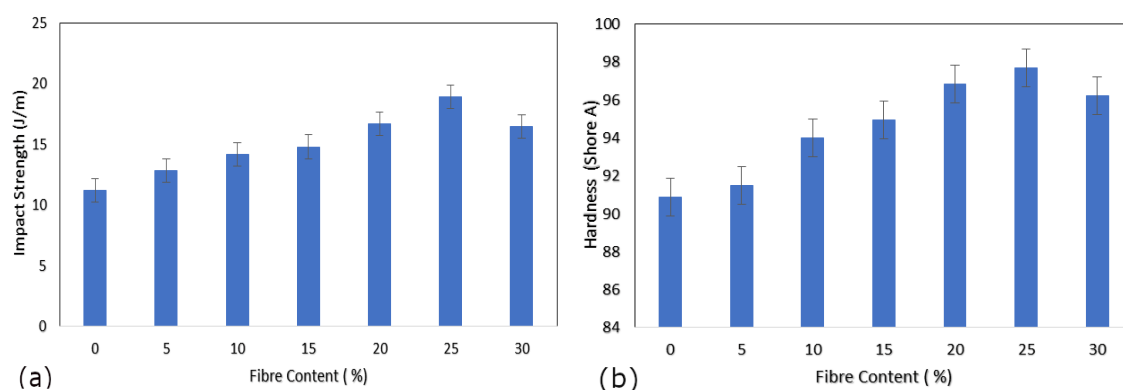 25
20
15
10
5
0
Impact Strength (J/m)
0 5 10 15 20 25 30
Fibre Content ( %)
(a)
100
98
96
94
92
90
88
86
84
Hardness (Shore A)
0 5 10 15 20 25 30
Fibre Content ( %)
(b)